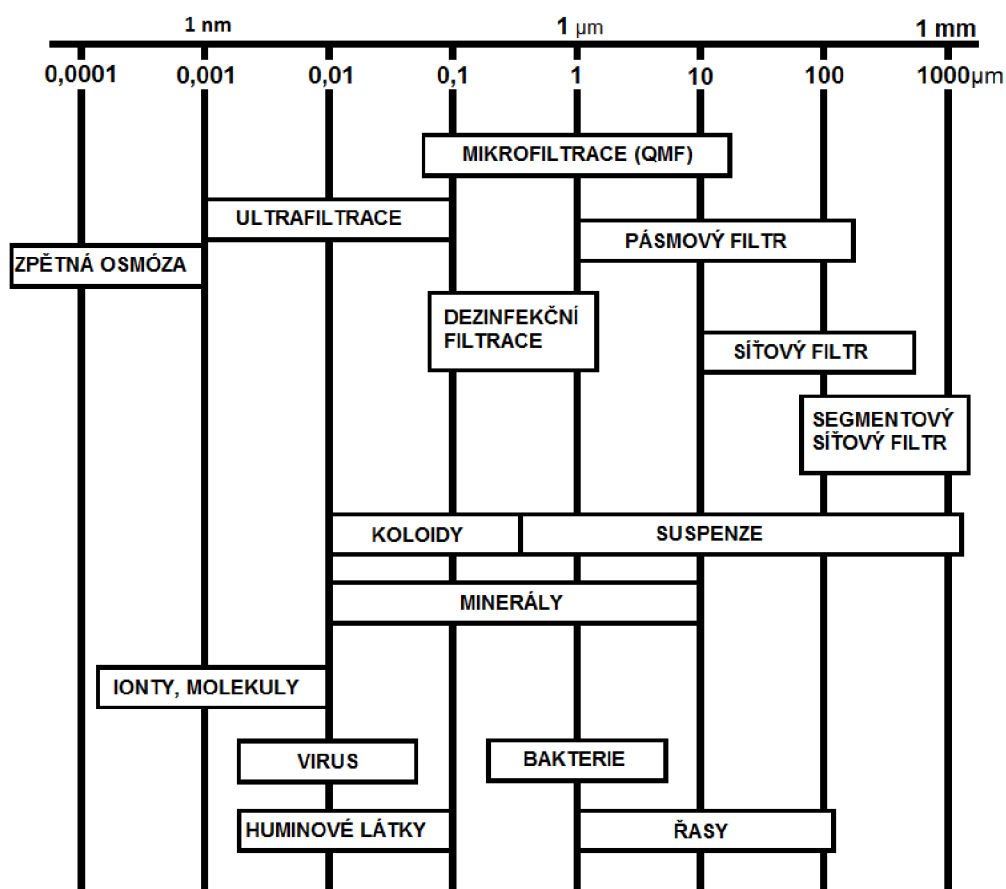 1 nm 1 µm 1 mm
0,0001 0,001 0,01 0,1 1 10 100 1000µm
MIKROFILTRACE (QMF)
ULTRAFILTRACE
PÁSMOVÝ FILTR
ZPĚTNÁ OSMÓZA
DEZINFEKČNÍ
FILTRACE
SÍŤOVÝ FILTR
SEGMENTOVÝ
SÍŤOVÝ FILTR
KOLOIDY
SUSPENZE
MINERÁLY
IONTY, MOLEKULY
VIRUS
BAKTERIE
HUMINOVÉ LÁTKY
ŘASY